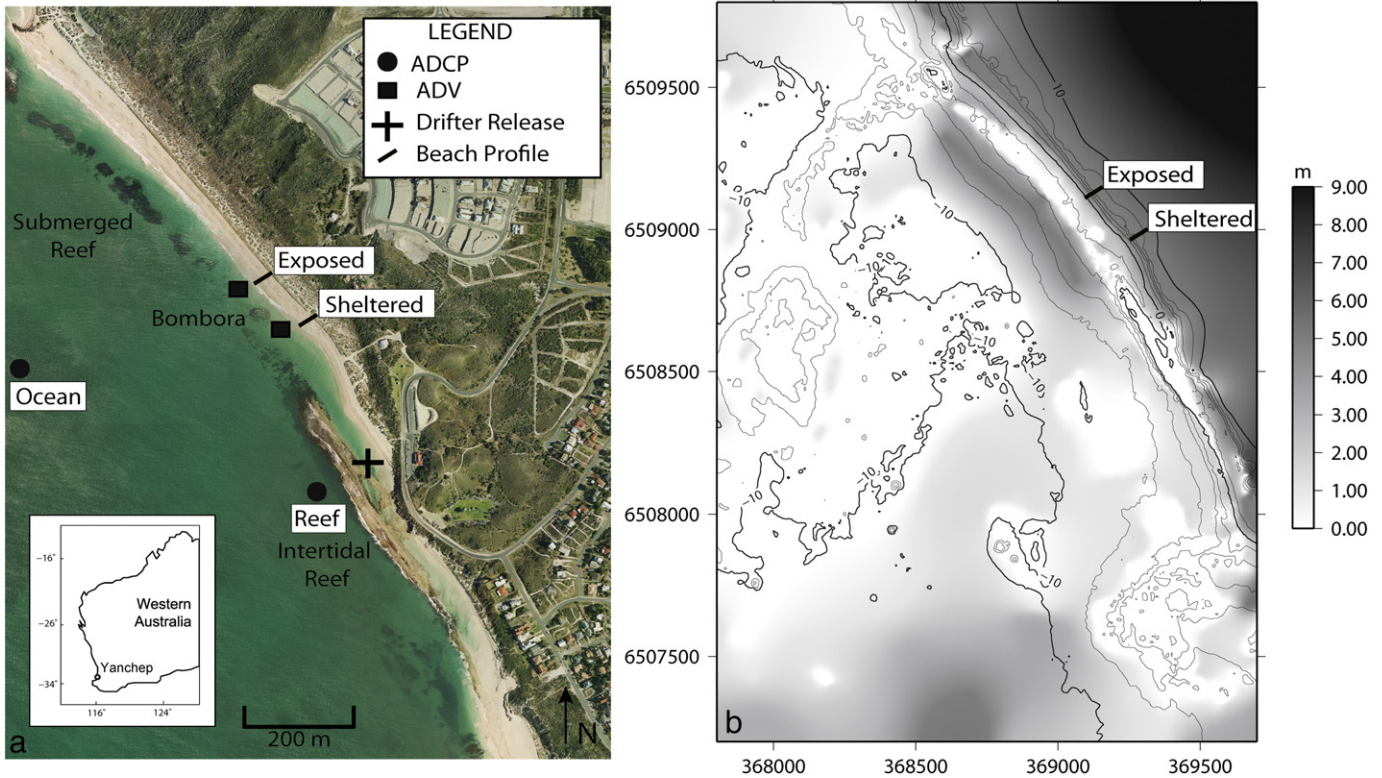 LEGEND
ADCP
ADV
Drifter Release
Beach Profile
Submerged
Reef
Exposed
Sheltered
Bombora
Ocean
Reef
Intertidal
Reef
-16°
-26°
-34°
Western
Australia
Yanchep
116°
124°
200 m
N
a
6509500
6509000
6508500
6508000
6507500
368000
368500
369000
369500
-10
-10
-10
-10
-10
-10
-10
-10
-10
-10
0
Exposed
Sheltered
b
m
9.00
8.00
7.00
6.00
5.00
4.00
3.00
2.00
1.00
0.00